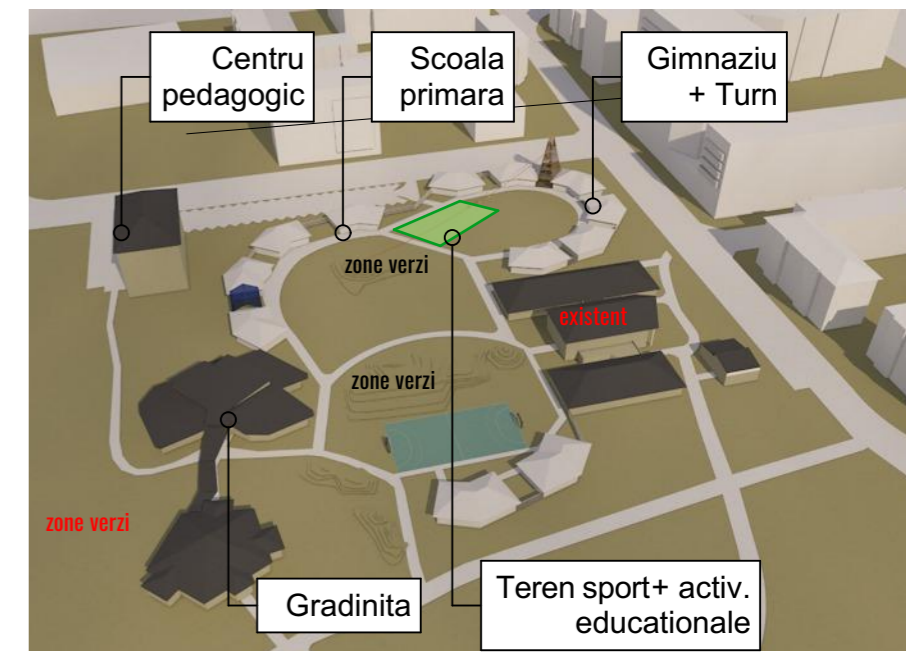 Centru
pedagogic
Scoala
primara
Gimnaziu
+ Turn
zone verzi
existent
zone verzi
zone verzi
Gradinita
Teren sport+ activ.
educationale